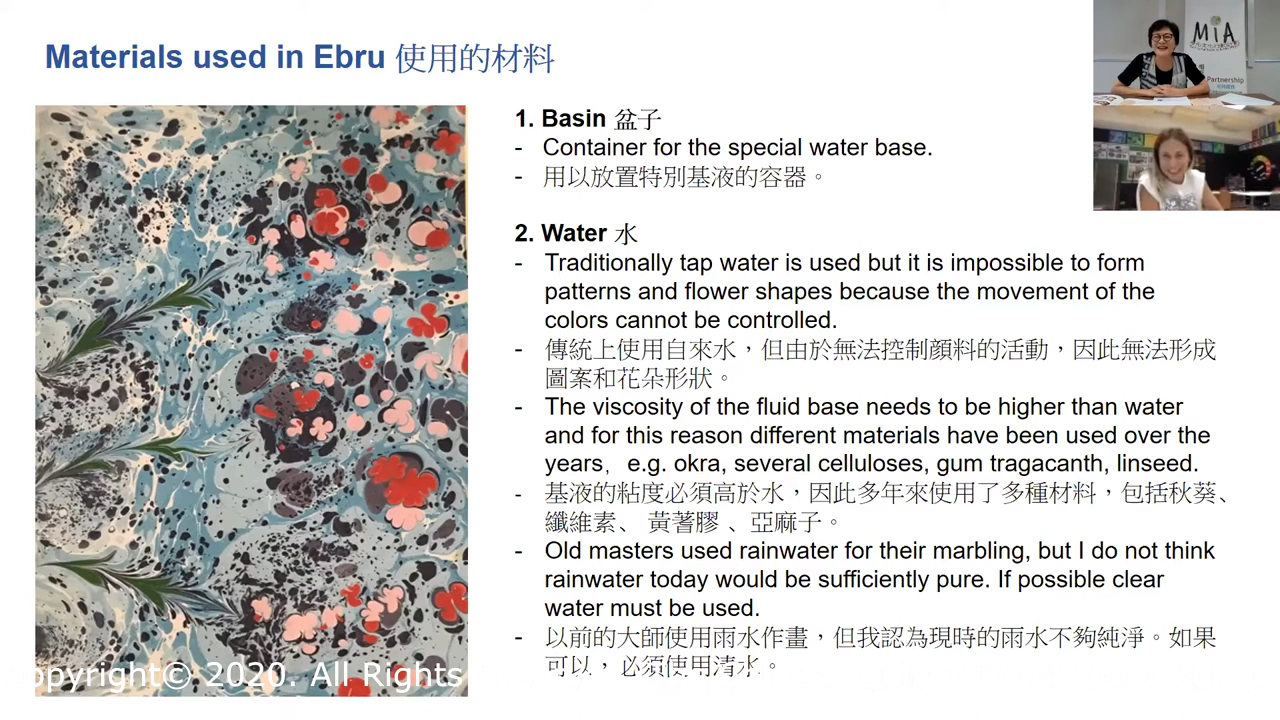 Materials used in Ebru 使用的材料
MiA
Partnership
1. Basin 盆子
- Container for the special water base.
- 用以放置特別基液的容器。
2. Water 水
- Traditionally tap water is used but it is impossible to form
patterns and flower shapes because the movement of the
colors cannot be controlled.
- 傳統上使用自來水，但由於無法控制顏料的活動，因此無法形成
圖案和花朵形狀。
- The viscosity of the fluid base needs to be higher than water
and for this reason different materials have been used over the
years， e.g. okra, several celluloses, gum tragacanth, linseed.
- 基液的粘度必須高於水，因此多年來使用了多種材料，包括秋葵、
纖維素、 黃蓍膠 、亞麻子。
- Old masters used rainwater for their marbling, but I do not think
rainwater today would be sufficiently pure. If possible clear
water must be used.
- 以前的大師使用雨水作畫，但我認為現時的雨水不夠純淨。如果
可以，必須使用清水。
opyright© 2020. All Rights